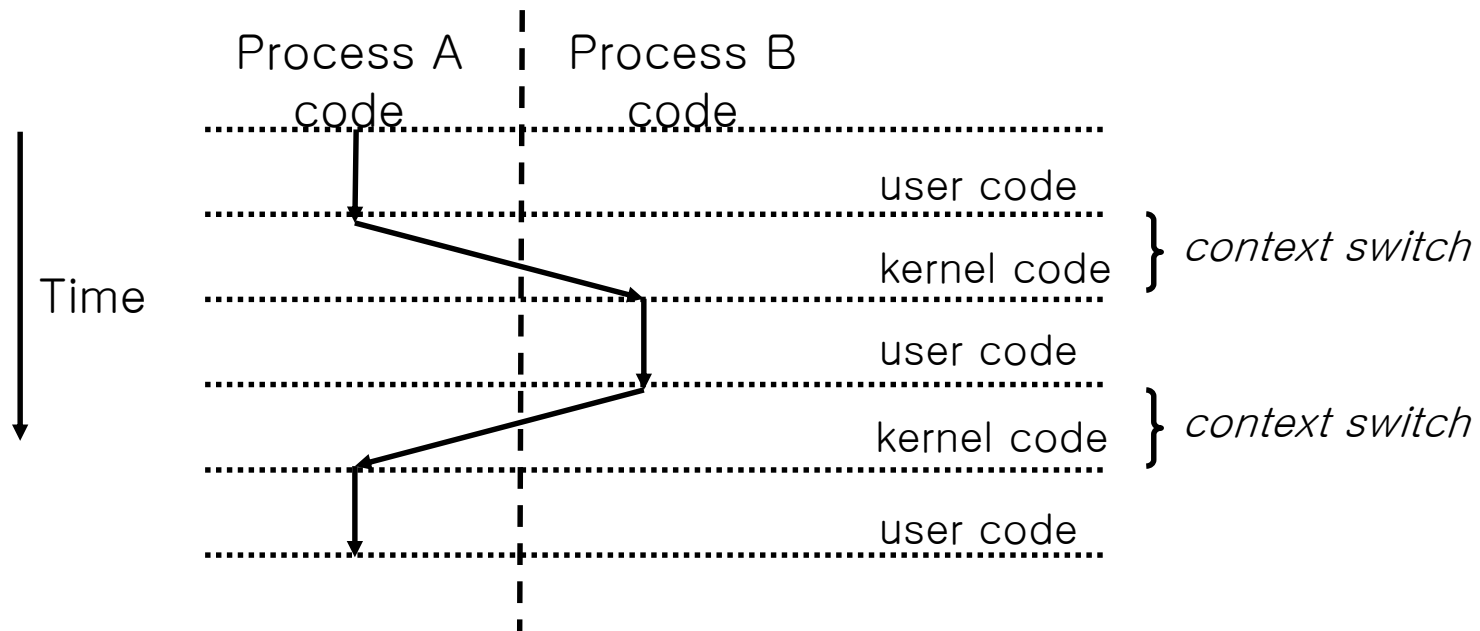 Process A
code
Process B
code
user code
context switch
kernel code
Time
user code
context switch
kernel code
user code